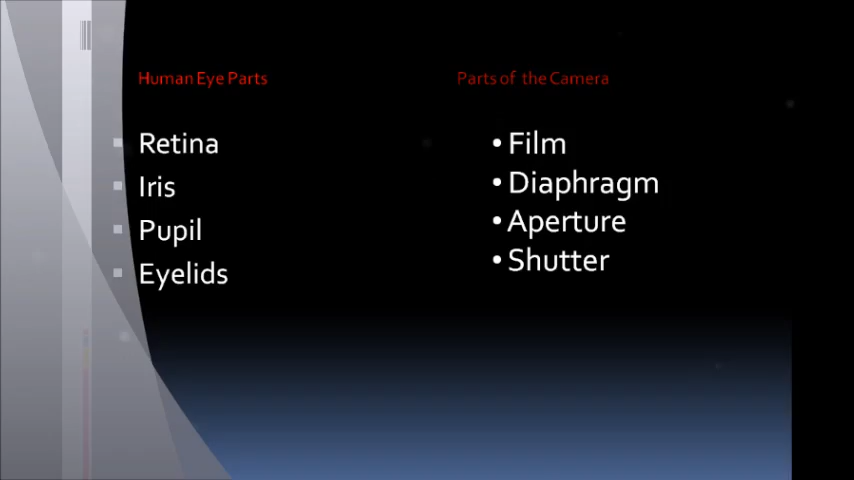 Human Eye Parts
Retina
Iris
Pupil
Eyelids
Parts of the Camera
• Film
• Diaphragm
• Aperture
• Shutter